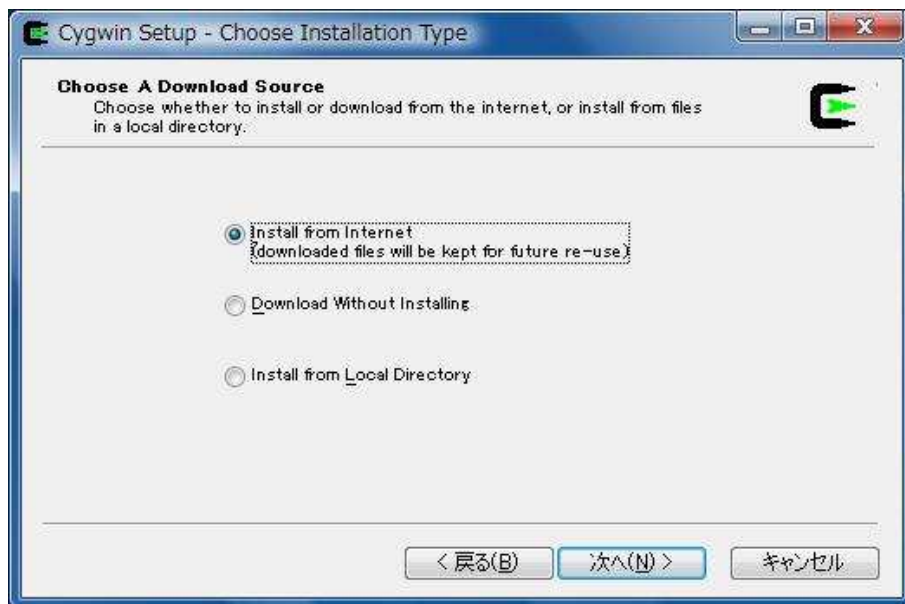 Cygwin Setup - Choose Installation Type
Choose A Download Source
Choose whether to install or download from the internet, or install from files
in a local directory.
Install from Internet
(downloaded files will be kept for future re-use)
Download Without Installing
Install from Local Directory
< 戻る(B)
次へ(N) >
キャンセル